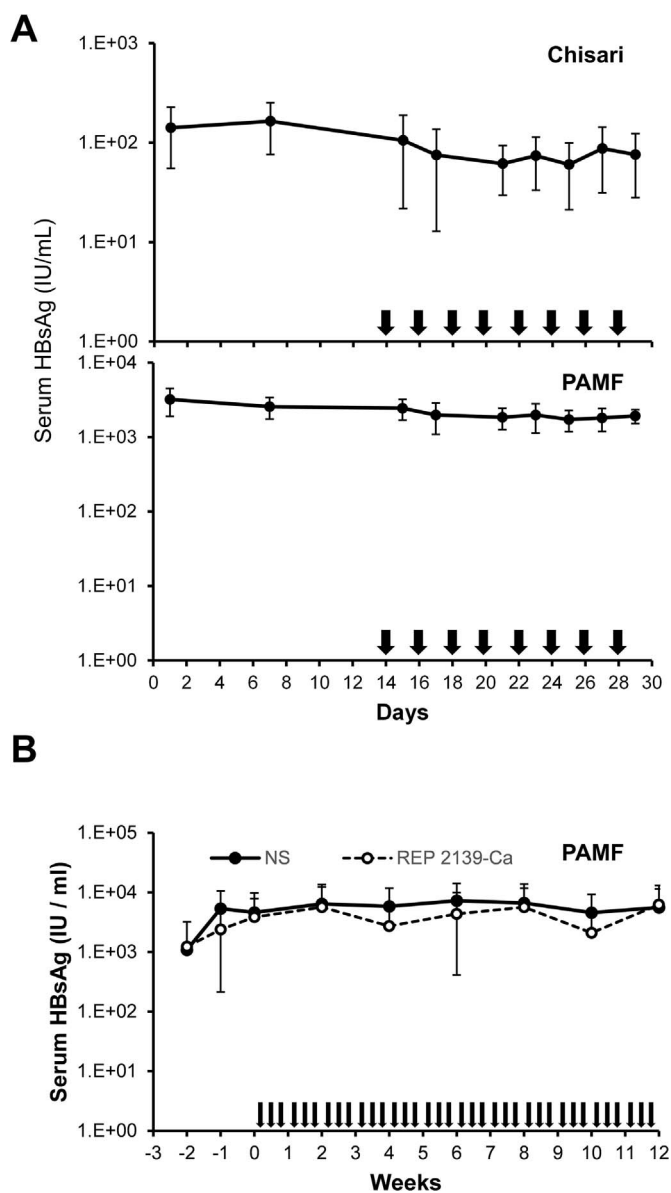 A
Chisari
1.E+03
1.E+02
1.E+01
1.E+00
Serum HBsAg (IU/mL)
PAMF
1.E+04
1.E+03
1.E+02
1.E+01
1.E+00
0 2 4 6 8 10 12 14 16 18 20 22 24 26 28 30
Days
B
NS REP 2139-Ca PAMF
1.E+05
1.E+04
1.E+03
1.E+02
1.E+01
1.E+00
Serum HBsAg (IU / ml)
-3 -2 -1 0 1 2 3 4 5 6 7 8 9 10 11 12
Weeks